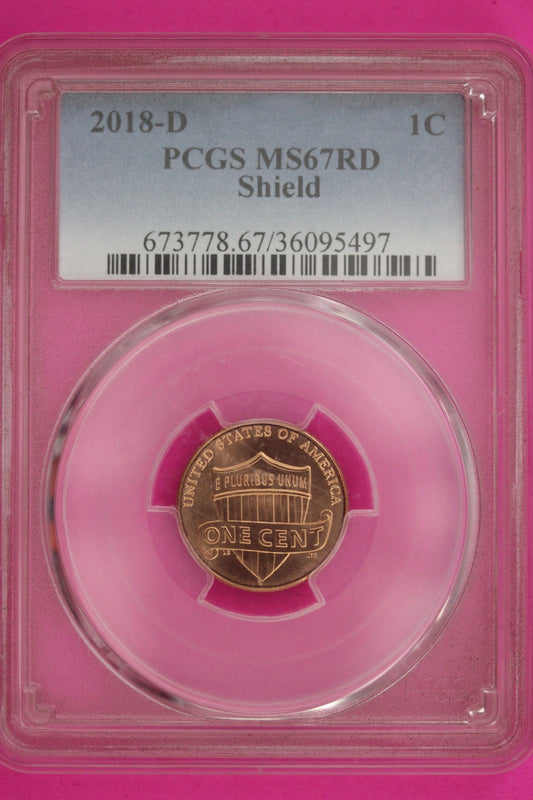 2018-D 1C
PCGS MS67RD
Shield
673778.67/36095497
UNITED STATES OF AMERICA
E PLURIBUS UNUM
ONE CENT